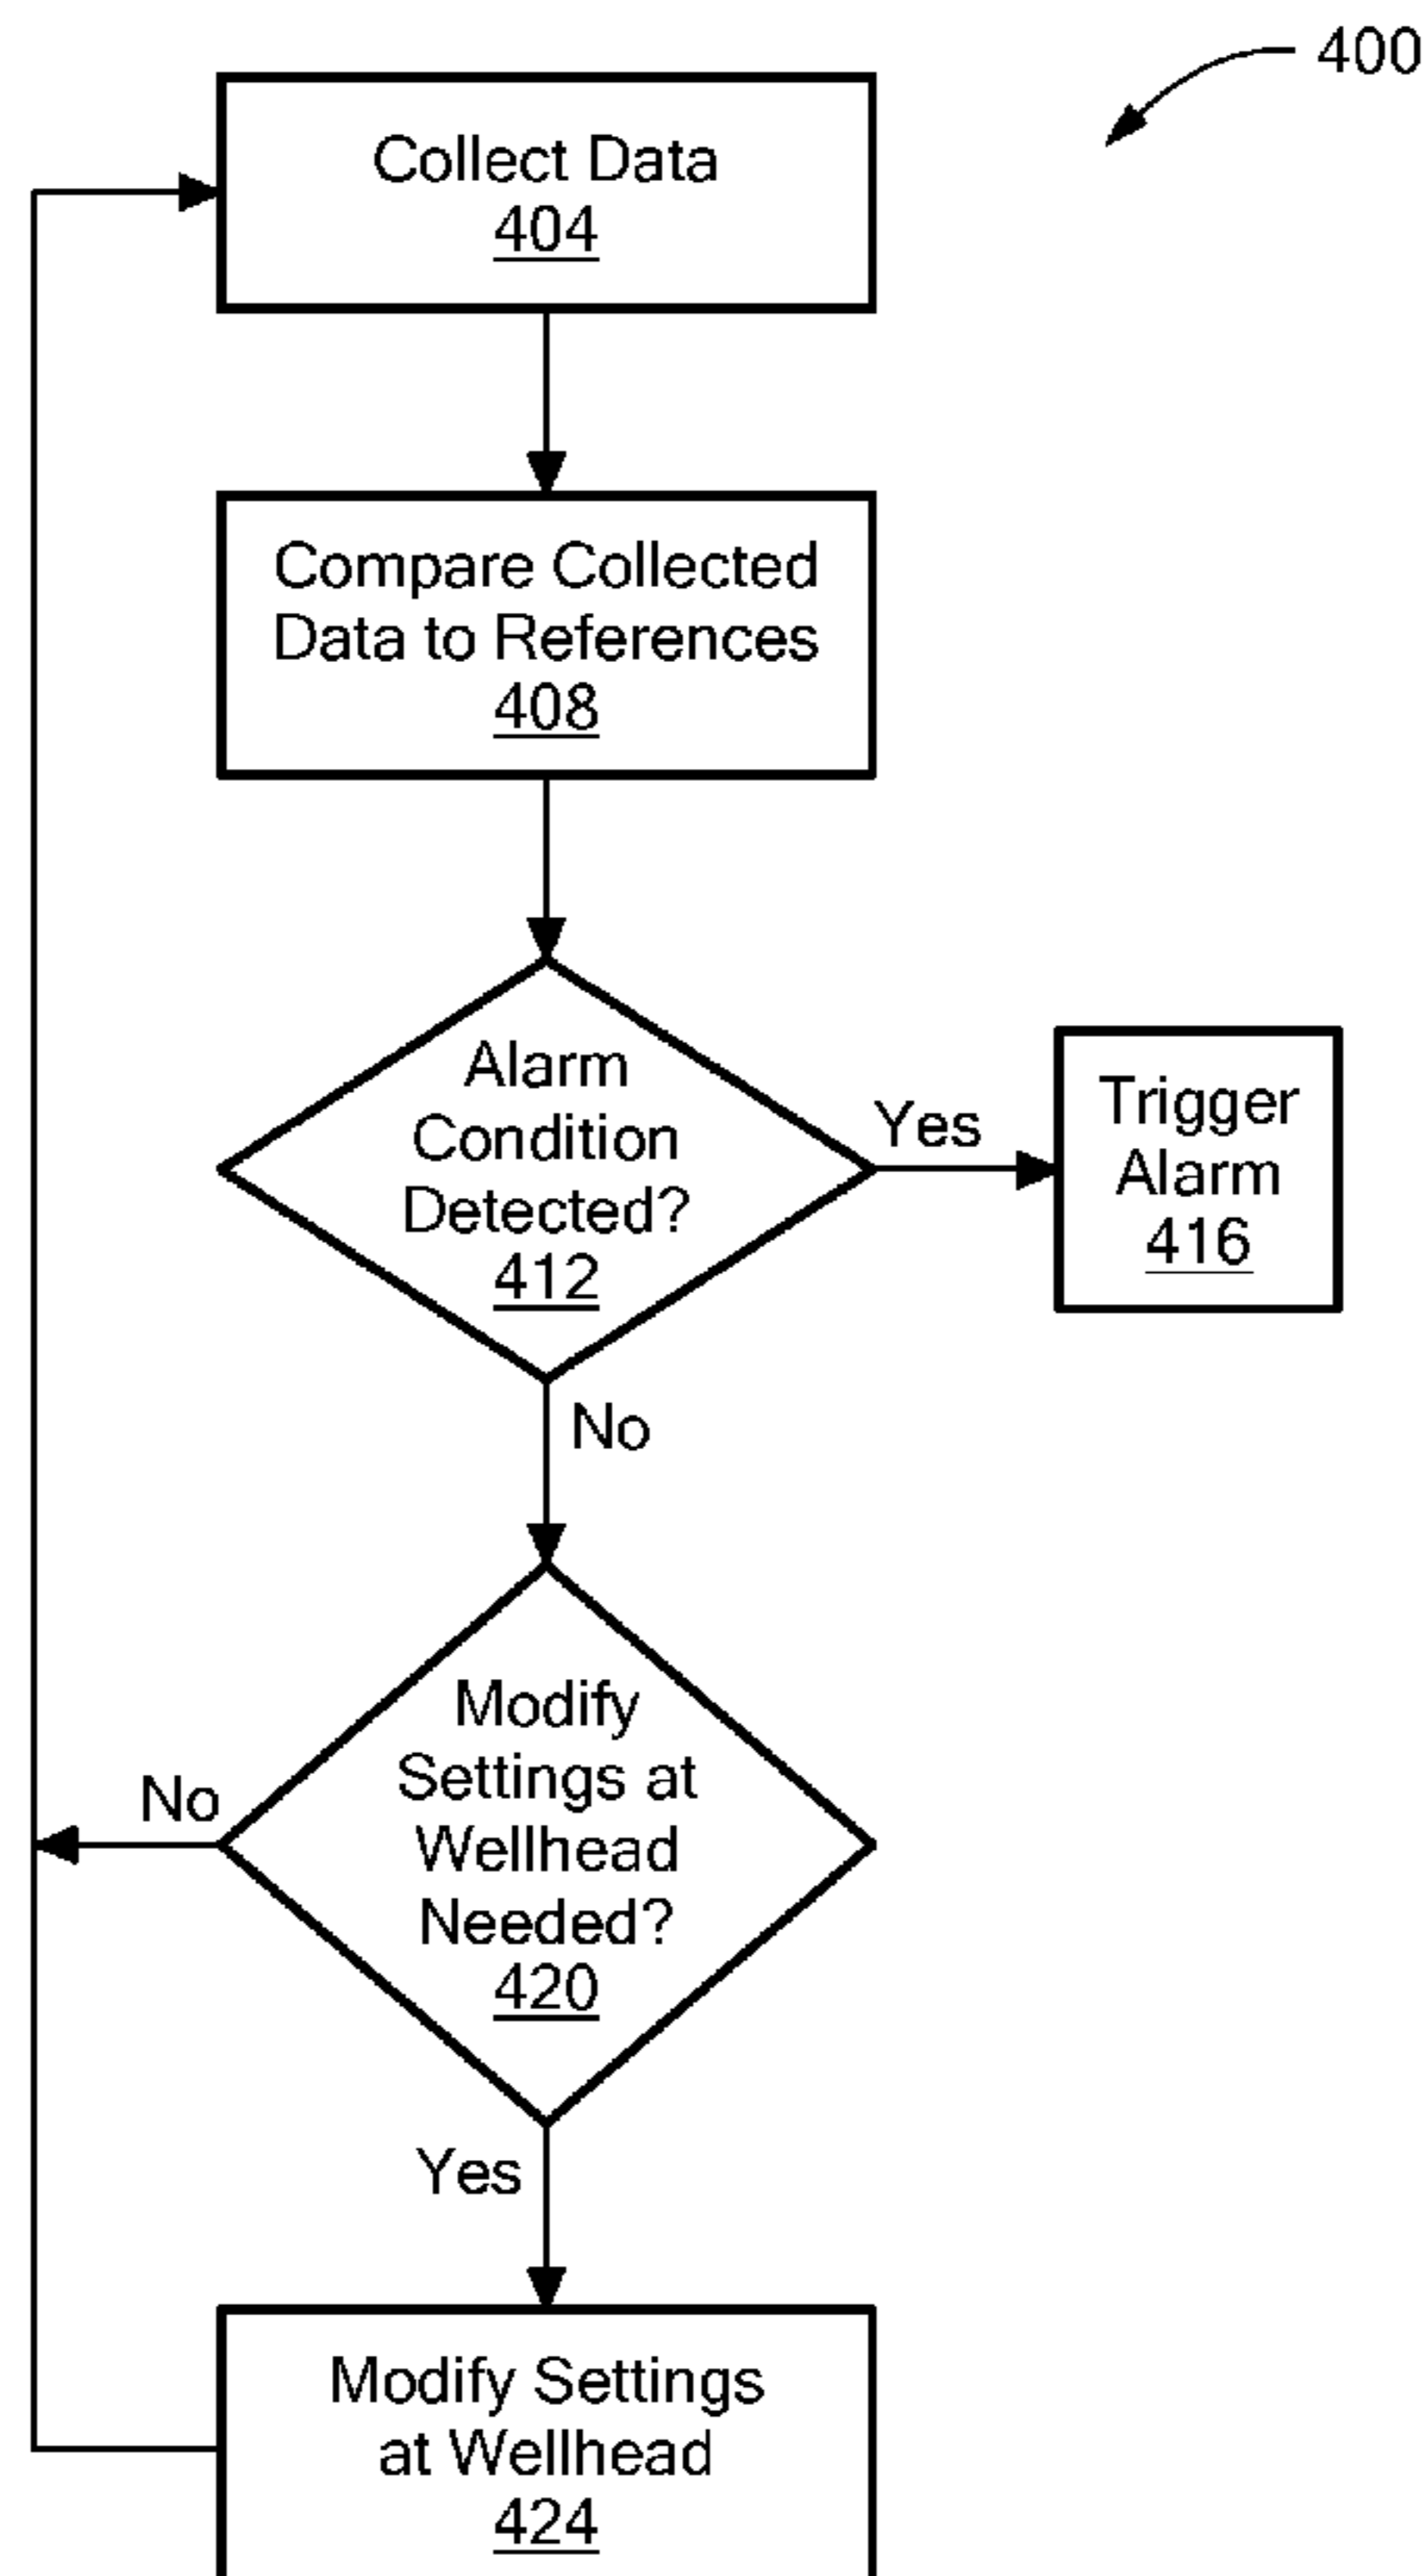 400
Collect Data
404
Compare Collected
Data to References
408
Alarm
Condition
Detected?
412
Yes
Trigger
Alarm
416
No
Modify
Settings at
Wellhead
Needed?
420
No
Yes
Modify Settings
at Wellhead
424